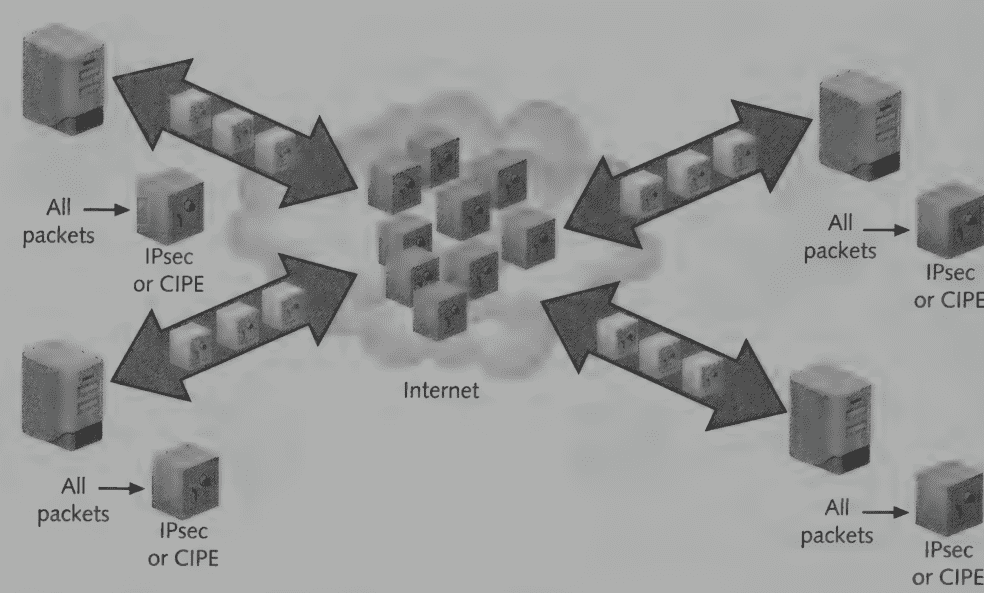 All
packets
IPsec
or CIPE
All
packets
IPsec
or CIPE
Internet
All
packets
IPsec
or CIPE
All
packets
IPsec
or CIPE